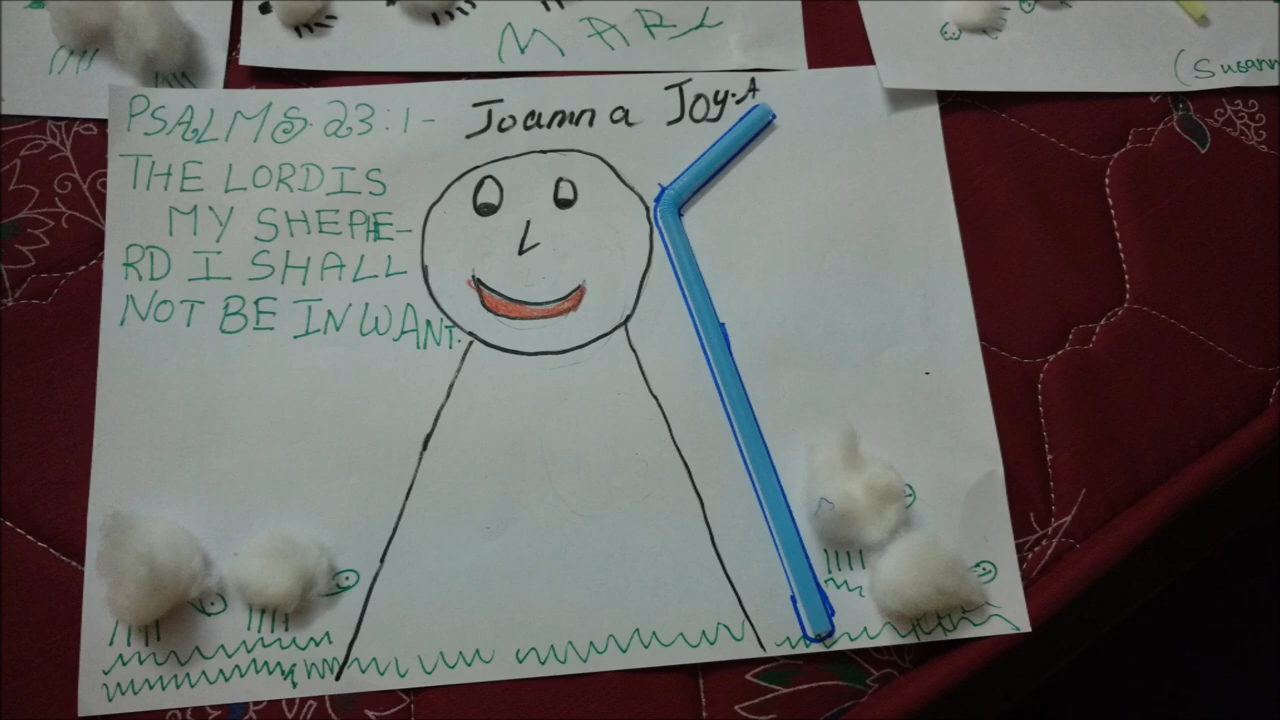 MARY
(Susann
PSALMS 23:1- Joanna Joy.A
THE LORD IS
MY SHEPHE-
RD I SHALL
NOT BE IN WANT.